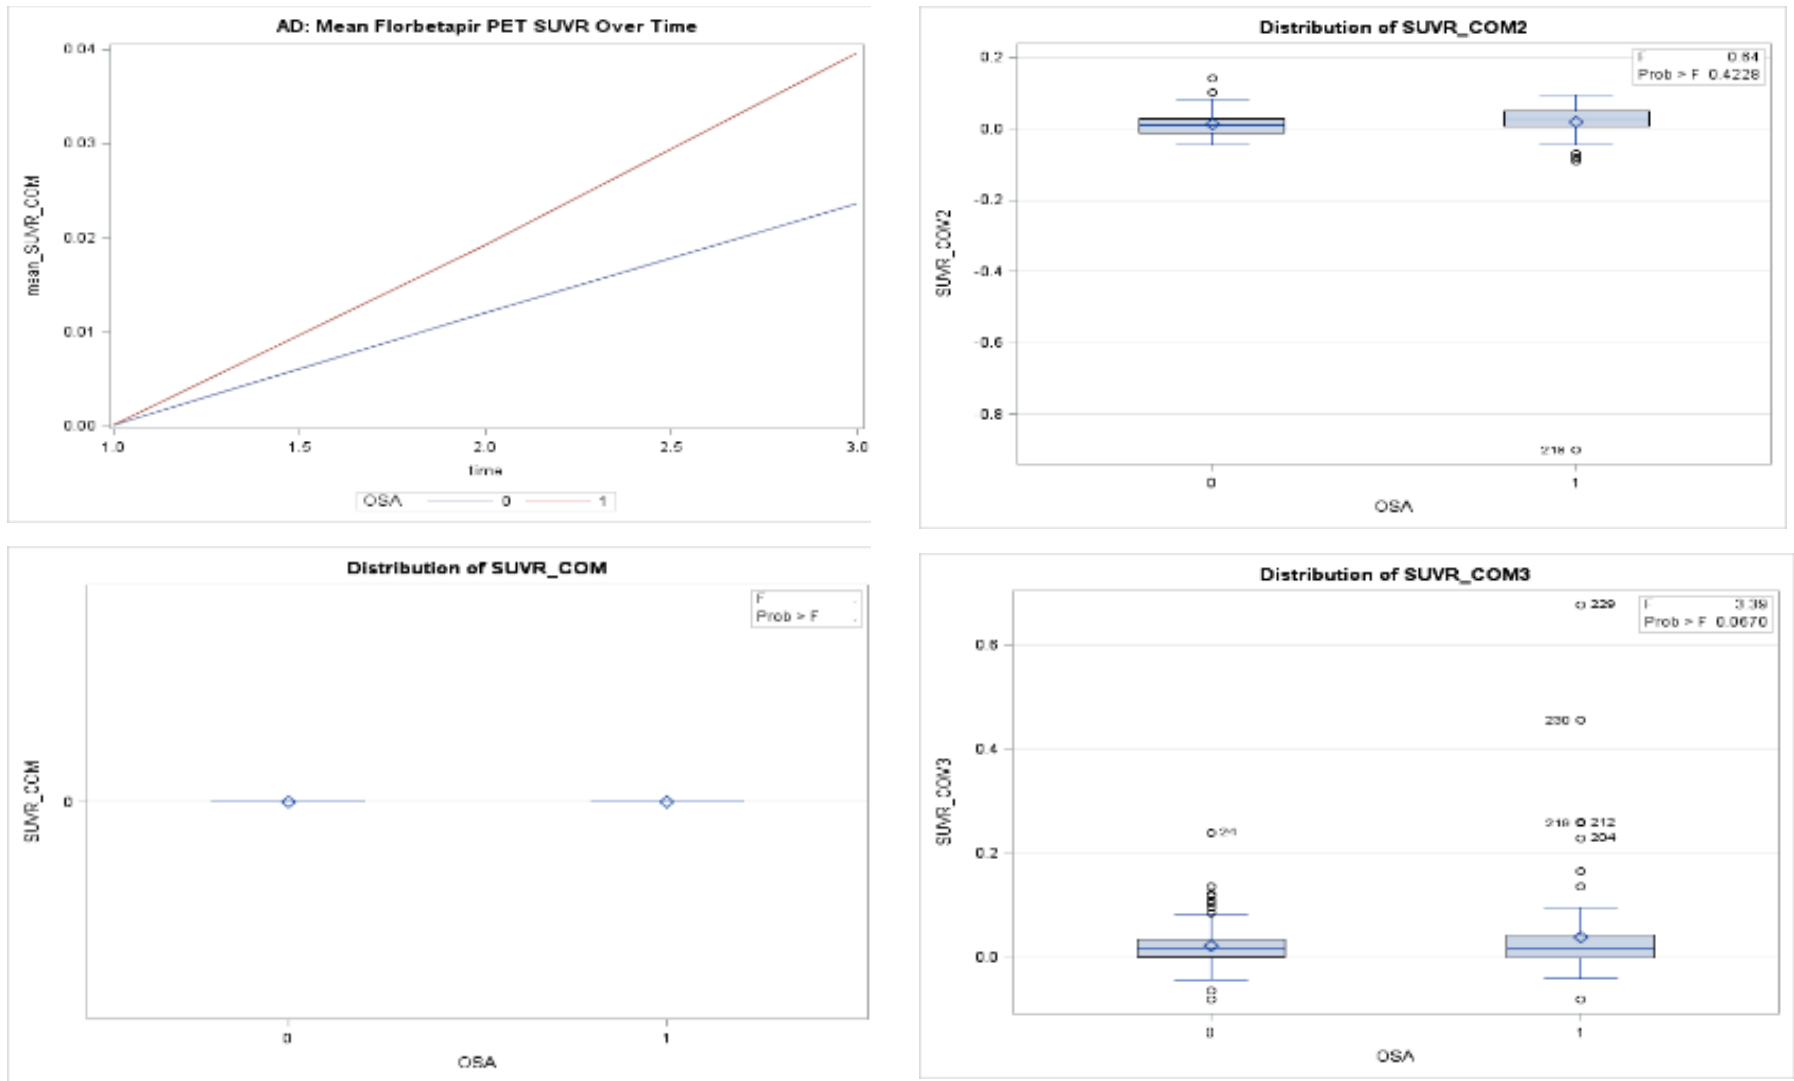 AD: Mean Florbetapir PET SUVR Over Time
0.04
0.03
0.02
0.01
0.00
mean_SUVR_COM
1.0 1.5 2.0 2.5 3.0
time
OSA 0 1
Distribution of SUVR_COM2
F 0.64
Prob > F 0.4228
0.2
0.0
-0.2
-0.4
-0.6
-0.8
SUVR_COM2
218
0 1
OSA
Distribution of SUVR_COM
F .
Prob > F .
SUVR_COM
0
0 1
OSA
Distribution of SUVR_COM3
F 3.39
Prob > F 0.0670
0.6
0.4
0.2
0.0
SUVR_COM3
229
230
218 212
204
24
0 1
OSA